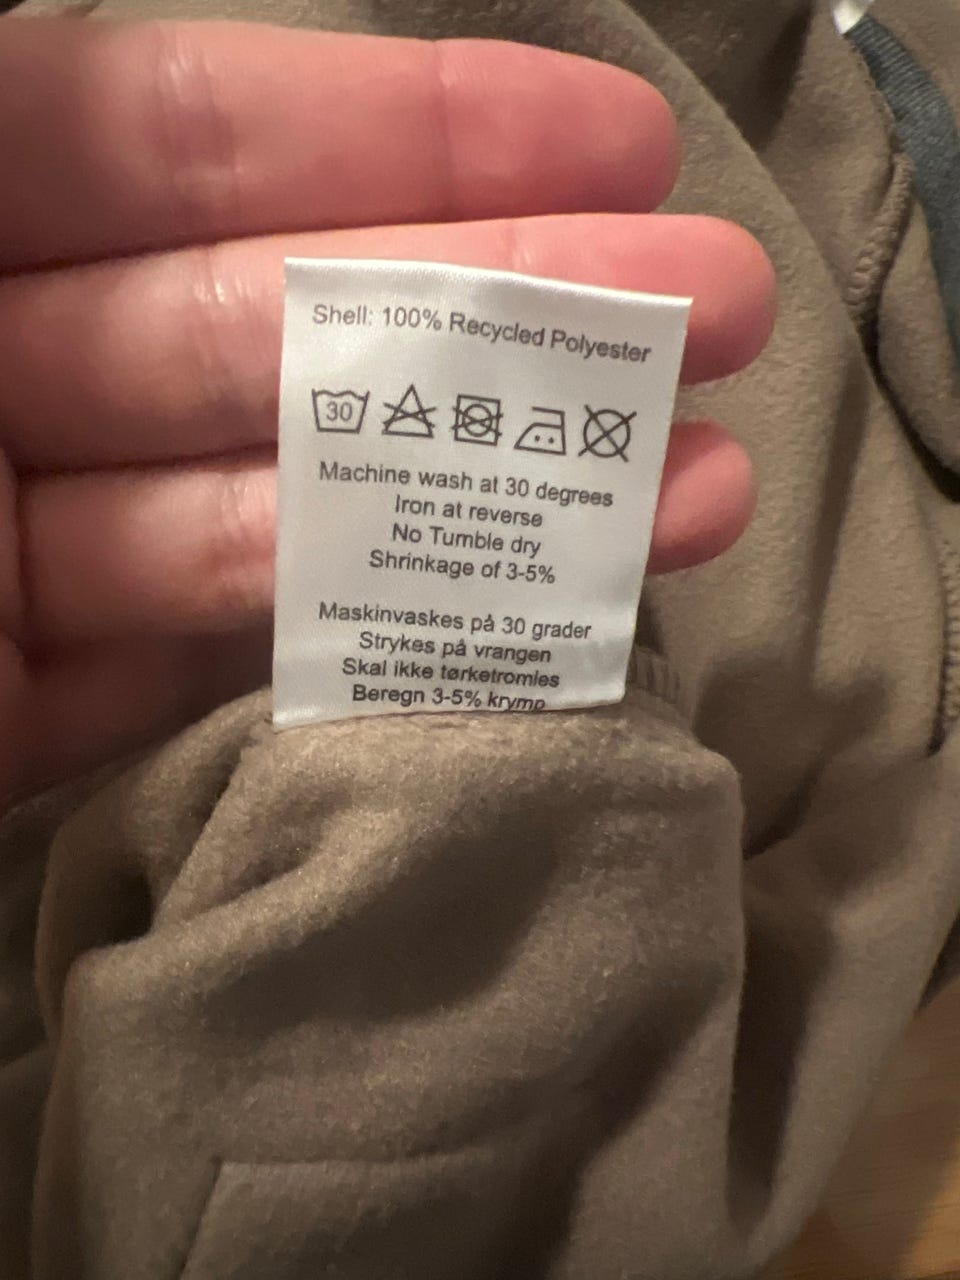 Shell: 100% Recycled Polyester
30
Machine wash at 30 degrees
Iron at reverse
No Tumble dry
Shrinkage of 3-5%
Maskinvaskes på 30 grader
Strykes på vrangen
Skal ikke tørketromles
Beregn 3-5% krymp